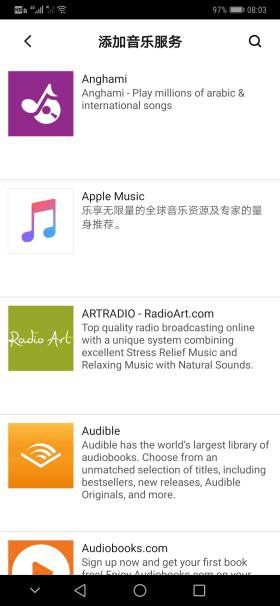 97% 08:03
添加音乐服务
Anghami
Anghami - Play millions of arabic &
international songs
Apple Music
乐享无限量的全球音乐资源及专家的量
身推荐。
ARTRADIO - RadioArt.com
Radio Art
Top quality radio broadcasting online
with a unique system combining
excellent Stress Relief Music and
Relaxing Music with Natural Sounds.
Audible
Audible has the world's largest library of
audiobooks. Choose from an
unmatched selection of titles, including
bestsellers, new releases, Audible
Originals, and more.
Audiobooks.com
Sign up now and get your first book
free! Enjoy Audiobooks.com on your